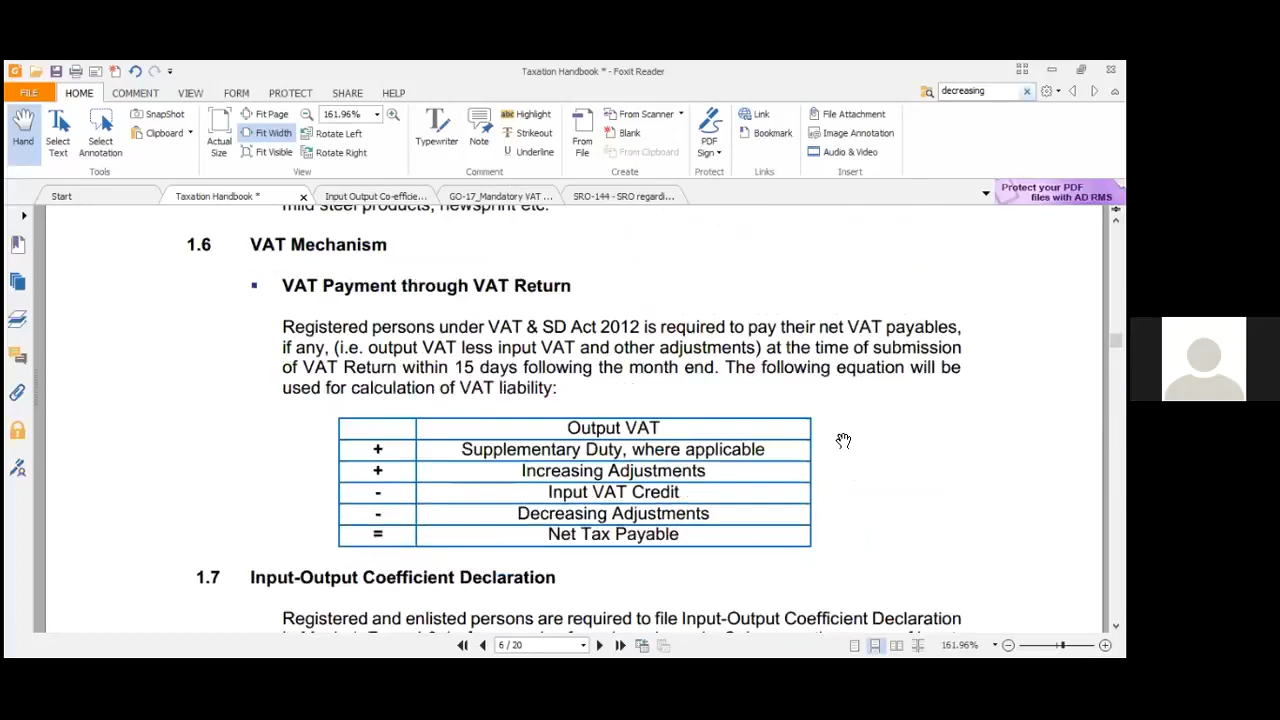 Taxation Handbook * - Foxit Reader
FILE HOME COMMENT VIEW FORM PROTECT SHARE HELP decreasing
Hand
Select Text
Select Annotation
SnapShot
Clipboard
Tools
Actual Size
Fit Page
Fit Width
Fit Visible
161.96%
Rotate Left
Rotate Right
View
Typewriter
Note
Highlight
Strikeout
Underline
Comment
From File
From Scanner
Blank
From Clipboard
Create
PDF Sign
Protect
Link
Bookmark
Links
File Attachment
Image Annotation
Audio & Video
Insert
Start Taxation Handbook * Input Output Co-efficie... GO-17_Mandatory VAT ... SRO-144 - SRO regardi...
Protect your PDF
files with AD RMS
mild steel products, newsprint etc.
1.6 VAT Mechanism
▪ VAT Payment through VAT Return
Registered persons under VAT & SD Act 2012 is required to pay their net VAT payables,
if any, (i.e. output VAT less input VAT and other adjustments) at the time of submission
of VAT Return within 15 days following the month end. The following equation will be
used for calculation of VAT liability:
Output VAT
+ Supplementary Duty, where applicable
+ Increasing Adjustments
- Input VAT Credit
- Decreasing Adjustments
= Net Tax Payable
1.7 Input-Output Coefficient Declaration
Registered and enlisted persons are required to file Input-Output Coefficient Declaration
6 / 20 161.96%